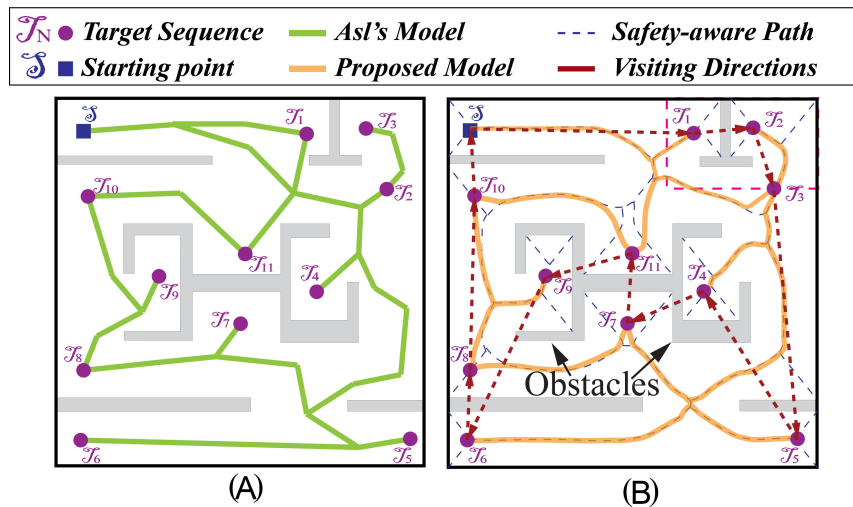 𝒯N Target Sequence Asl's Model Safety-aware Path
𝒮 Starting point Proposed Model Visiting Directions
𝒮 𝒯1 𝒯3
𝒯2
𝒯10
𝒯11
𝒯9 𝒯4
𝒯7
𝒯8
𝒯6 𝒯5
(A)
𝒮 𝒯1 𝒯2
𝒯10 𝒯3
𝒯11
𝒯9 𝒯4
𝒯7
𝒯8
Obstacles
𝒯6 𝒯5
(B)